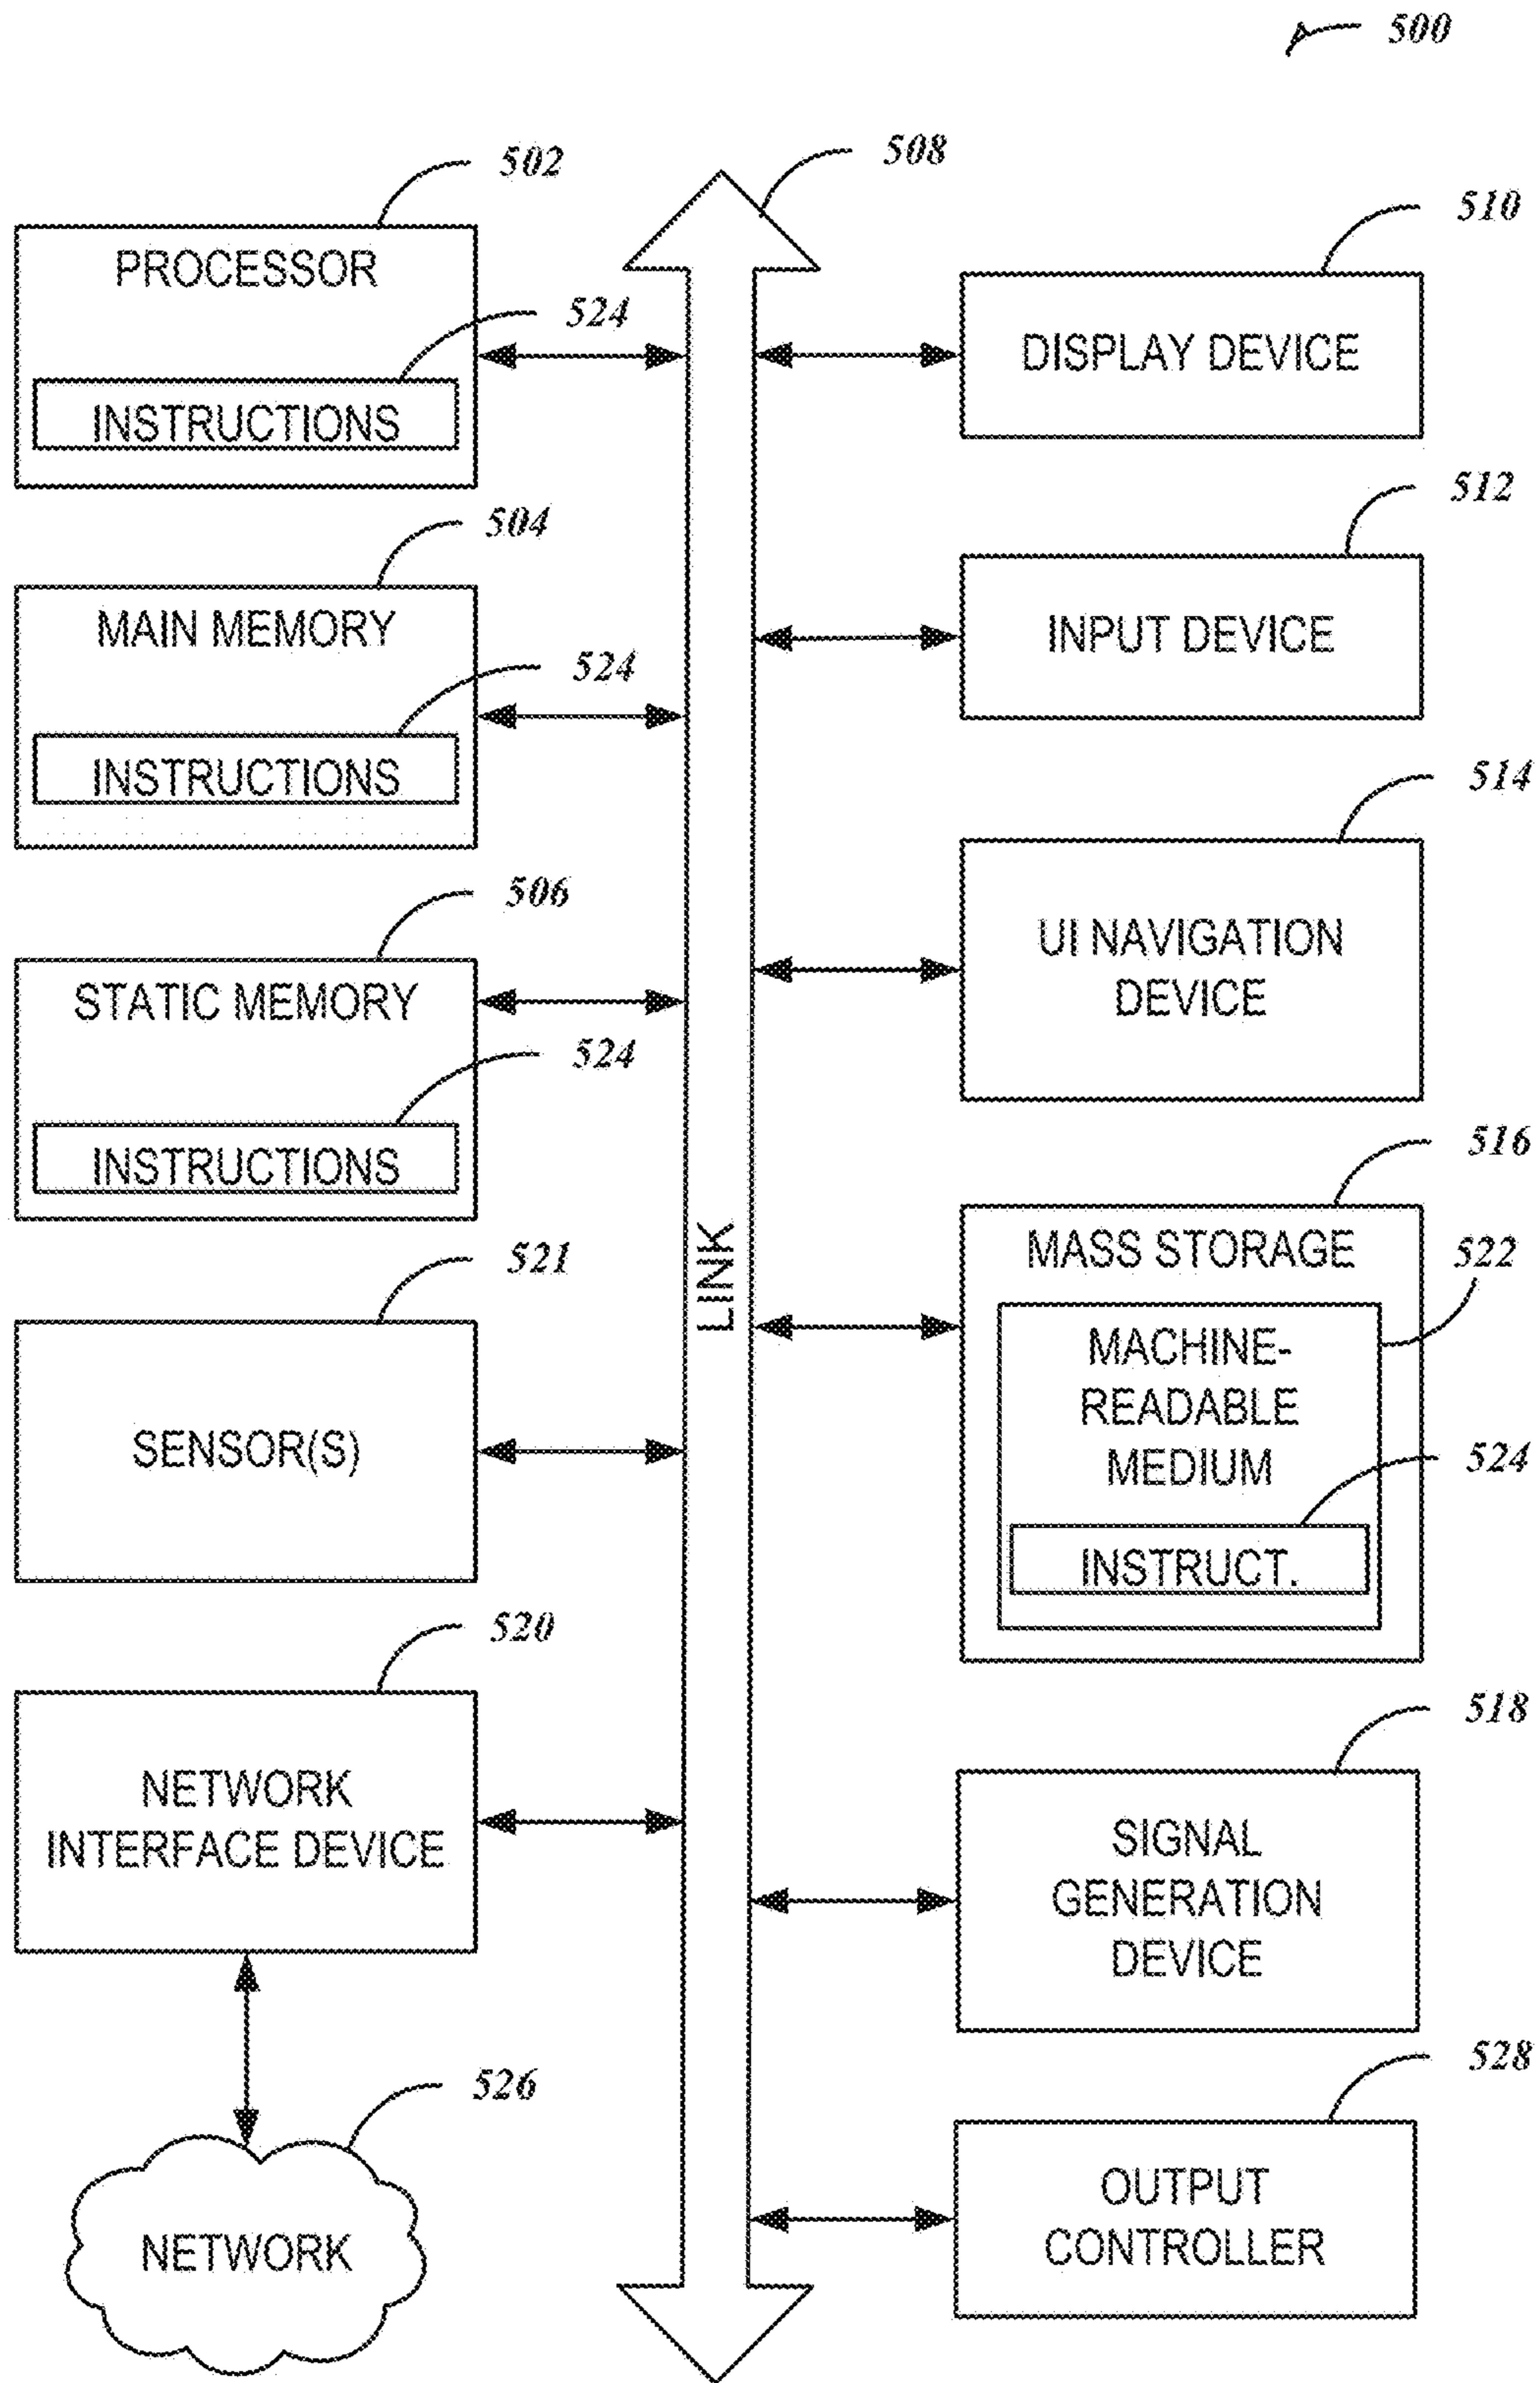 500
502
PROCESSOR
524
INSTRUCTIONS
504
MAIN MEMORY
524
INSTRUCTIONS
506
STATIC MEMORY
524
INSTRUCTIONS
521
SENSOR(S)
520
NETWORK
INTERFACE DEVICE
526
NETWORK
508
LINK
510
DISPLAY DEVICE
512
INPUT DEVICE
514
UI NAVIGATION
DEVICE
516
MASS STORAGE
522
MACHINE-
READABLE
MEDIUM
524
INSTRUCT.
518
SIGNAL
GENERATION
DEVICE
528
OUTPUT
CONTROLLER